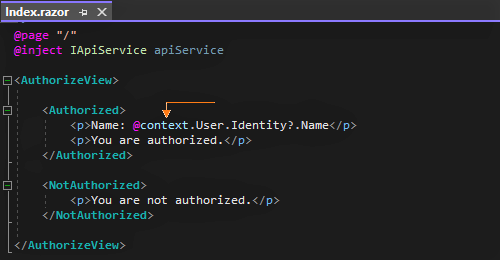 Index.razor
@page "/"
@inject IApiService apiService
<AuthorizeView>
<Authorized>
<p>Name: @context.User.Identity?.Name</p>
<p>You are authorized.</p>
</Authorized>
<NotAuthorized>
<p>You are not authorized.</p>
</NotAuthorized>
</AuthorizeView>